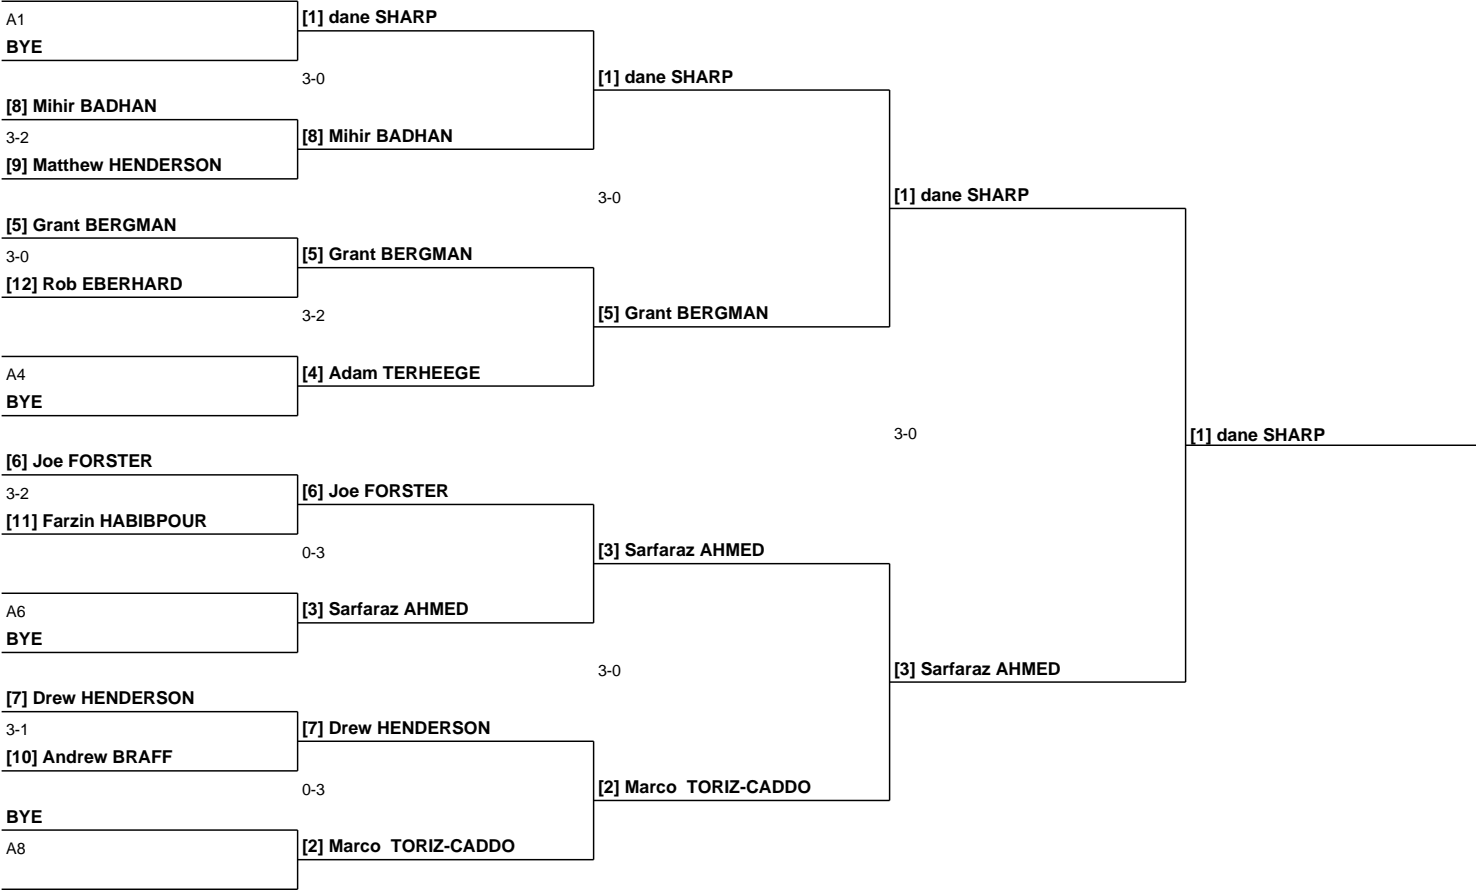 A1
BYE
[8] Mihir BADHAN
3-2
[9] Matthew HENDERSON
[5] Grant BERGMAN
3-0
[12] Rob EBERHARD
A4
BYE
[6] Joe FORSTER
3-2
[11] Farzin HABIBPOUR
A6
BYE
[7] Drew HENDERSON
3-1
[10] Andrew BRAFF
BYE
A8
[1] dane SHARP
3-0
[8] Mihir BADHAN
[5] Grant BERGMAN
3-2
[4] Adam TERHEEGE
[6] Joe FORSTER
0-3
[3] Sarfaraz AHMED
[7] Drew HENDERSON
0-3
[2] Marco  TORIZ-CADDO
[1] dane SHARP
3-0
[5] Grant BERGMAN
[3] Sarfaraz AHMED
3-0
[2] Marco  TORIZ-CADDO
[1] dane SHARP
3-0
[3] Sarfaraz AHMED
[1] dane SHARP